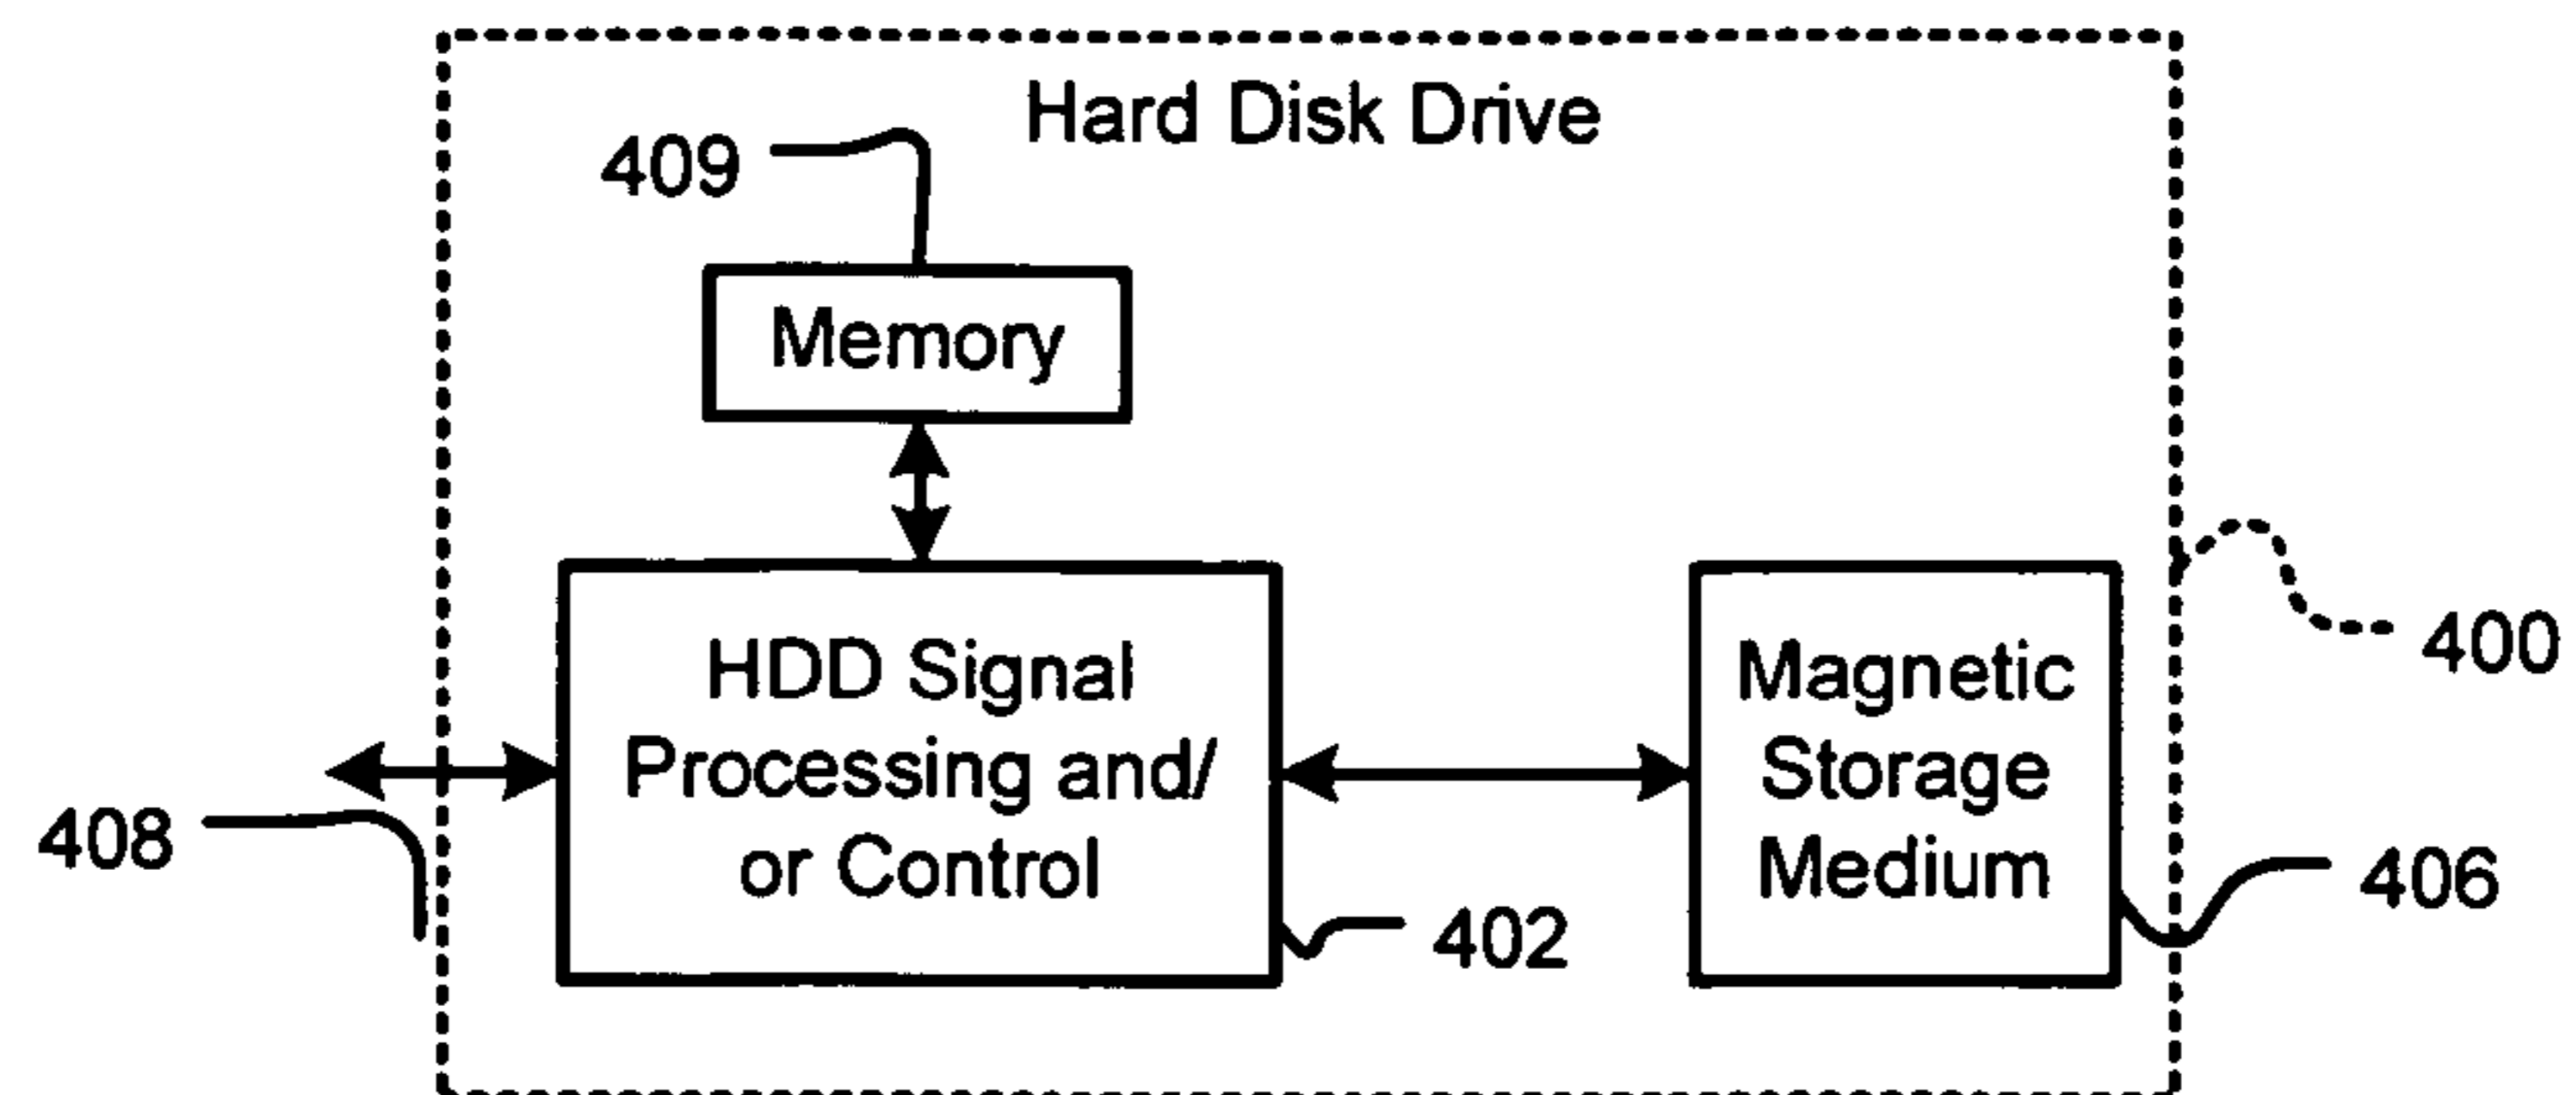 Hard Disk Drive
409
Memory
HDD Signal
Processing and/
or Control
Magnetic
Storage
Medium
400
408
402
406